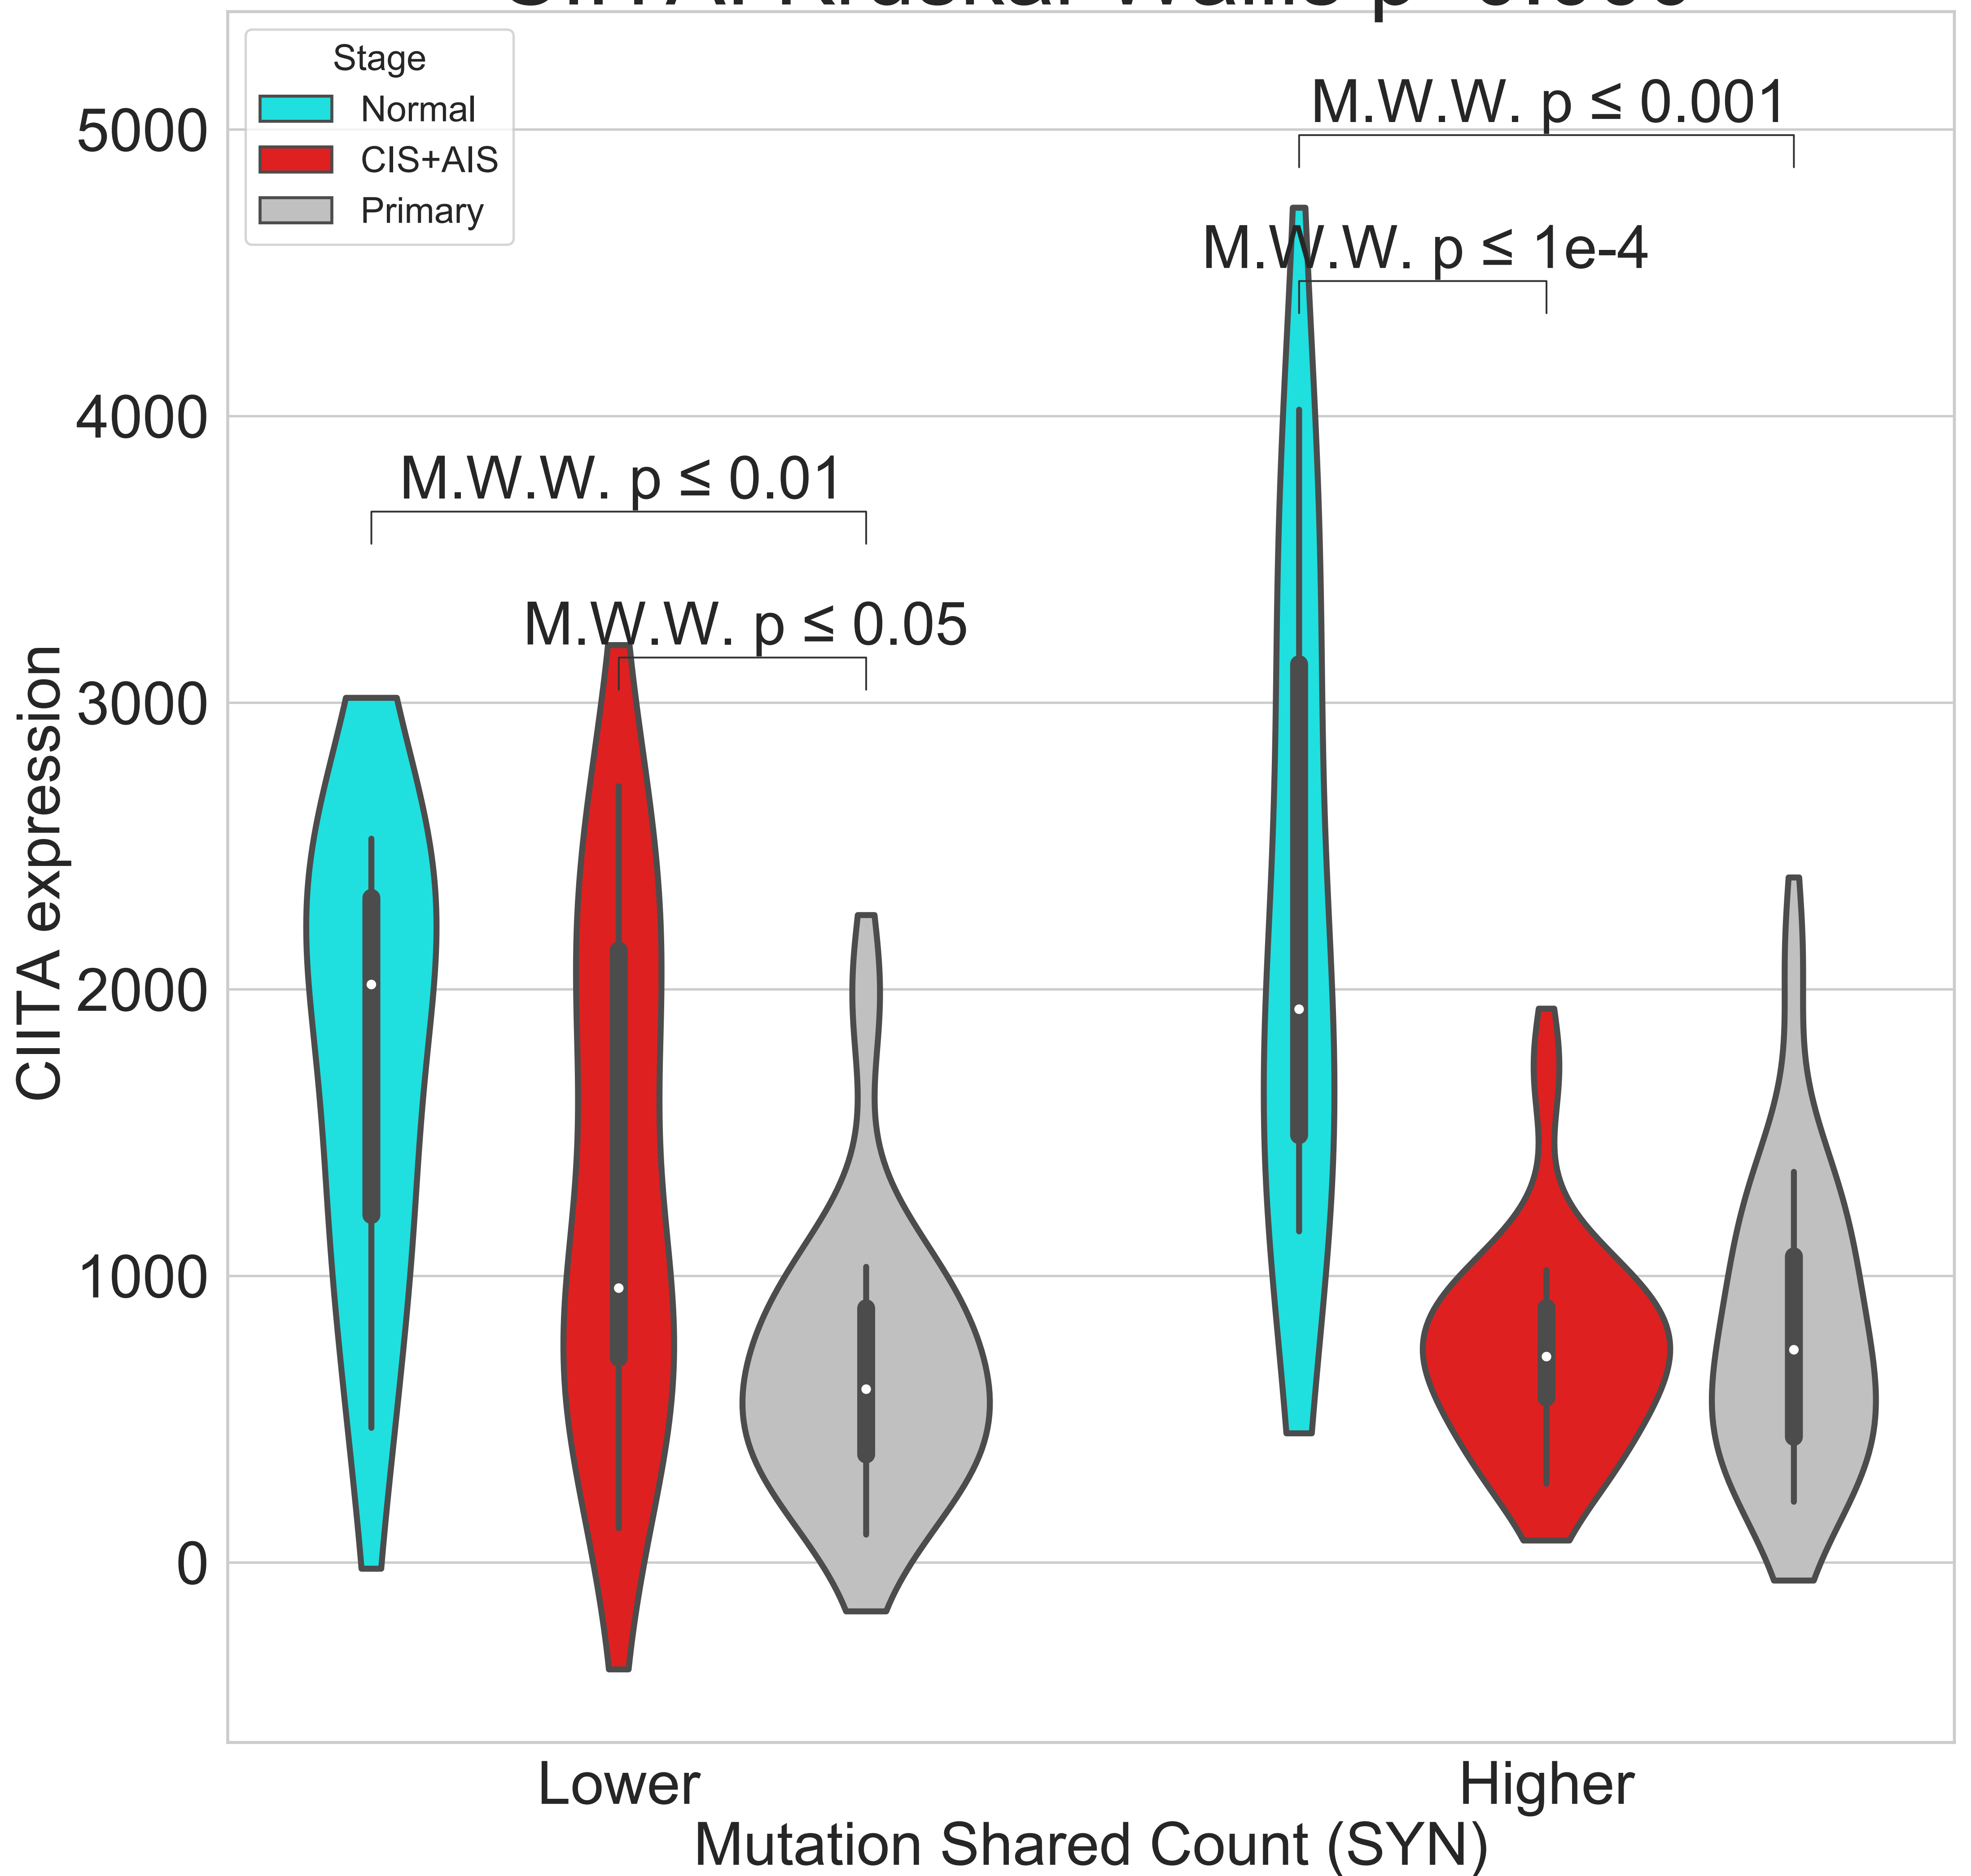 Stage
Normal
CIS+AIS
Primary
M.W.W. p ≤ 0.001
M.W.W. p ≤ 1e-4
M.W.W. p ≤ 0.01
M.W.W. p ≤ 0.05
5000
4000
3000
2000
1000
0
CIITA expression
Lower
Higher
Mutation Shared Count (SYN)